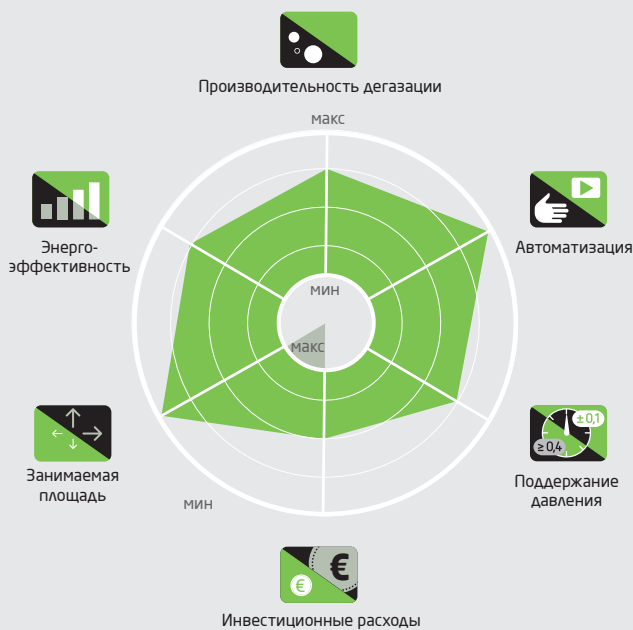 Производительность дегазации
макс
Энерго-
эффективность
Автоматизация
мин
макс
±0,1
≥0,4
Занимаемая
площадь
Поддержание
давления
мин
€
€
Инвестиционные расходы